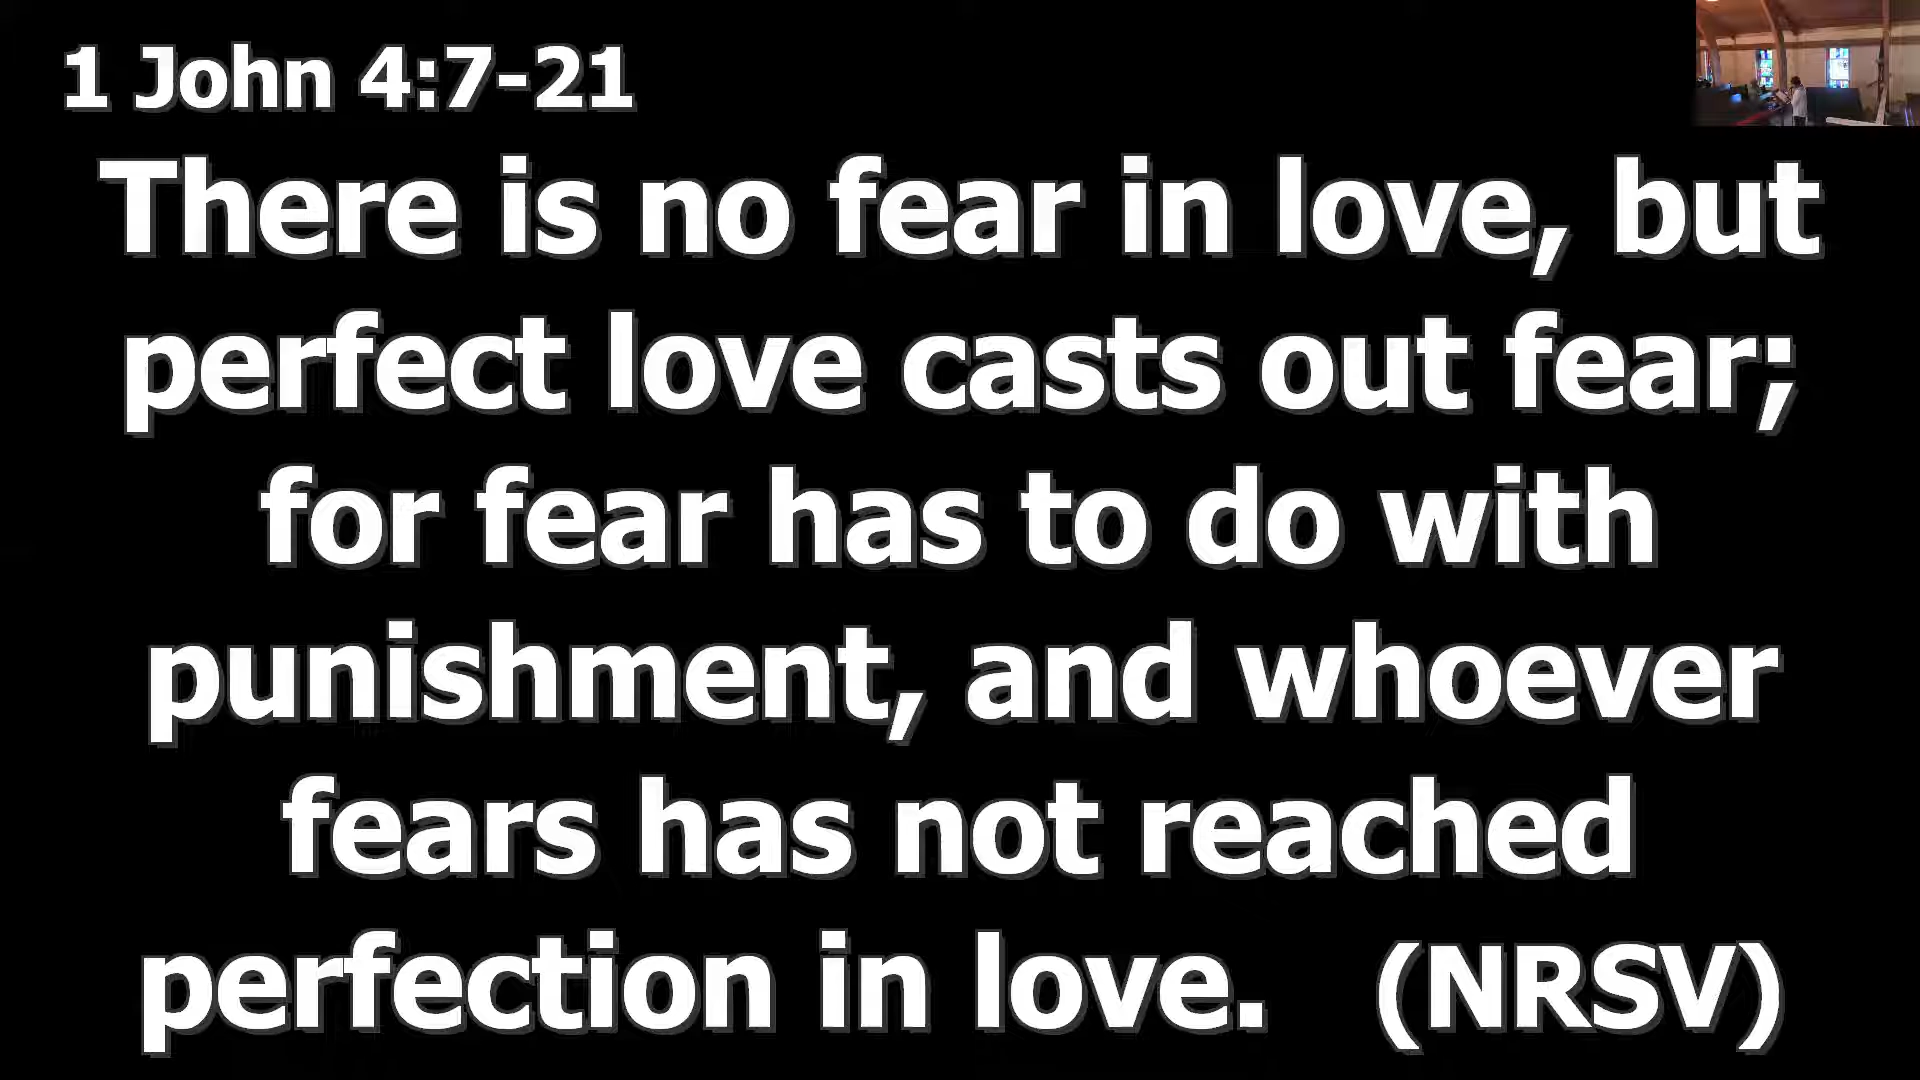 1 John 4:7-21
There is no fear in love, but
perfect love casts out fear;
for fear has to do with
punishment, and whoever
fears has not reached
perfection in love. (NRSV)